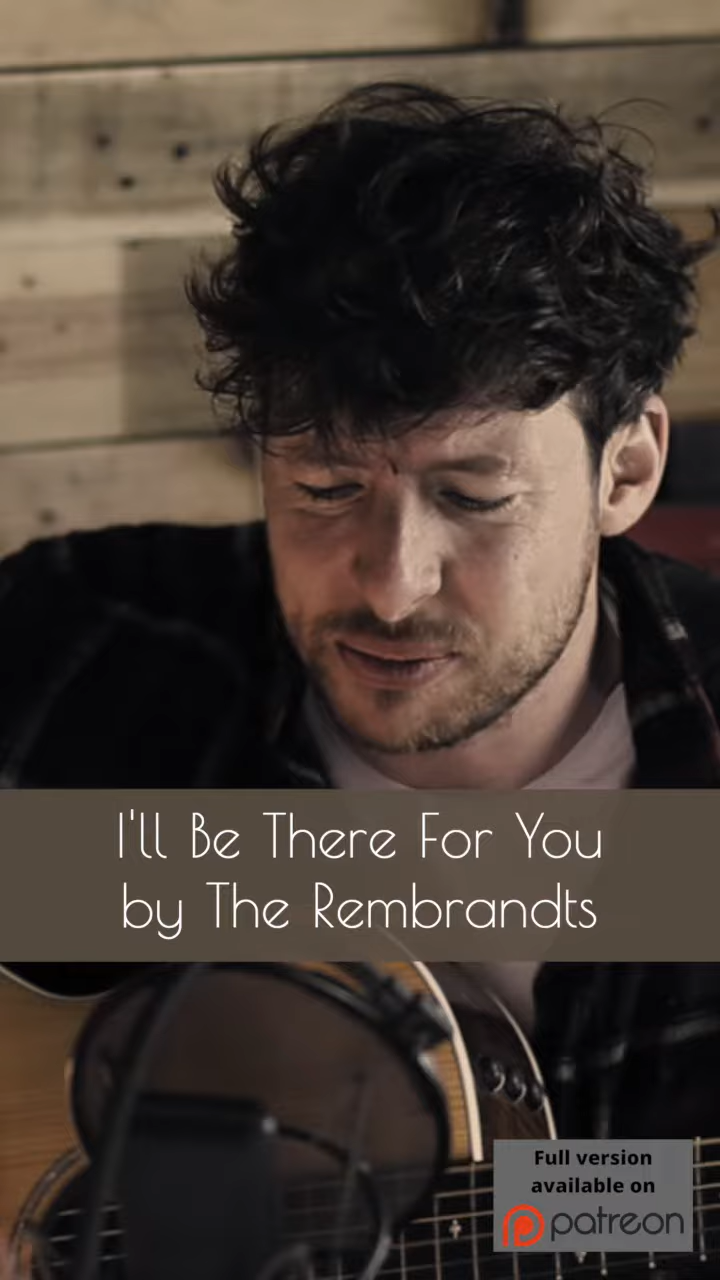 I'll Be There For You
by The Rembrandts
Full version
available on
patreon